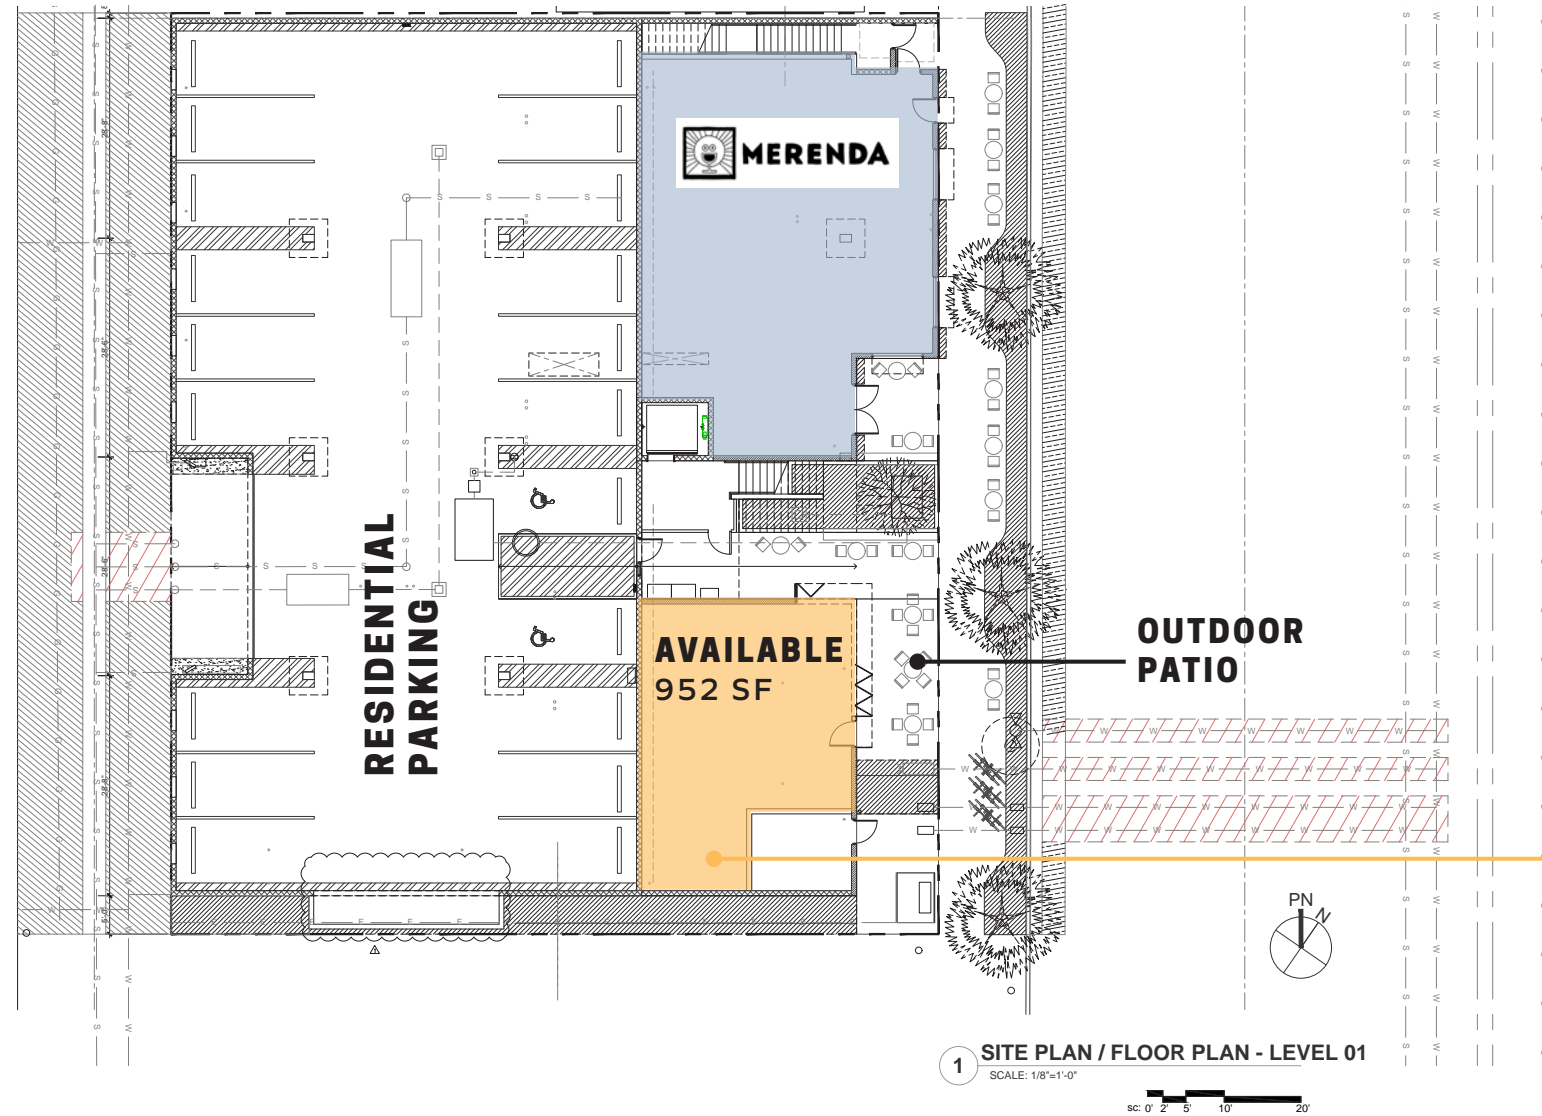 MERENDA
RESIDENTIAL
PARKING
AVAILABLE
952 SF
OUTDOOR
PATIO
PN
N
1
SITE PLAN / FLOOR PLAN - LEVEL 01
SCALE: 1/8"=1'-0"
SC: 0' 2' 5' 10' 20'